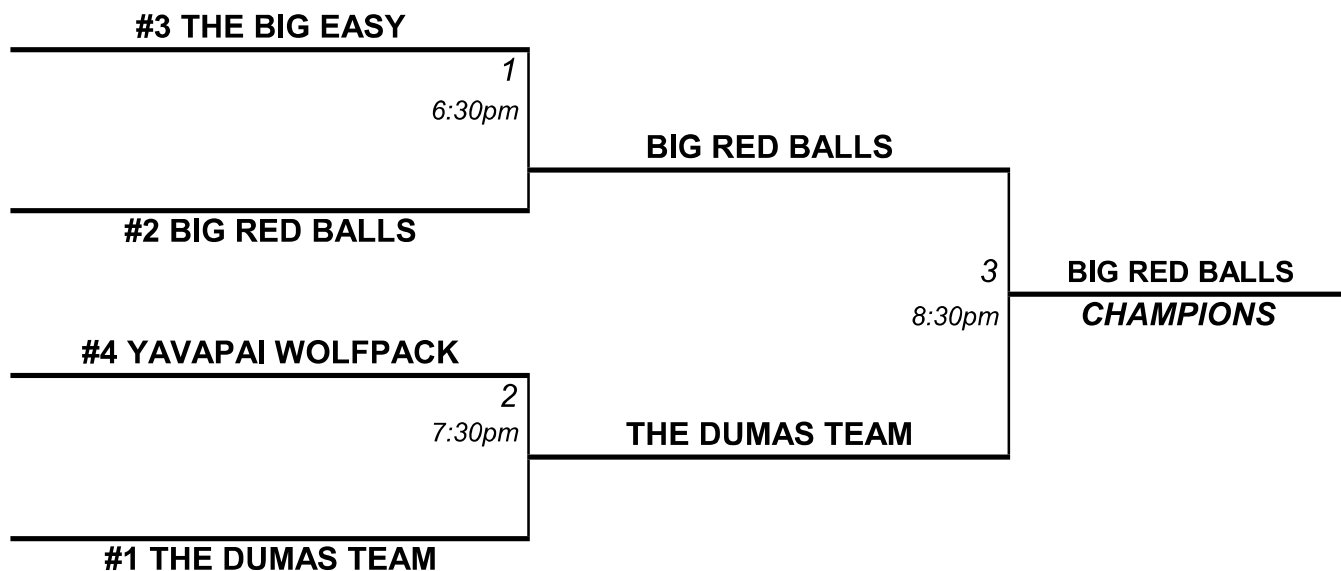 #3 THE BIG EASY
1
6:30pm
BIG RED BALLS
#2 BIG RED BALLS
3
BIG RED BALLS
8:30pm
CHAMPIONS
#4 YAVAPAI WOLFPACK
2
7:30pm
THE DUMAS TEAM
#1 THE DUMAS TEAM